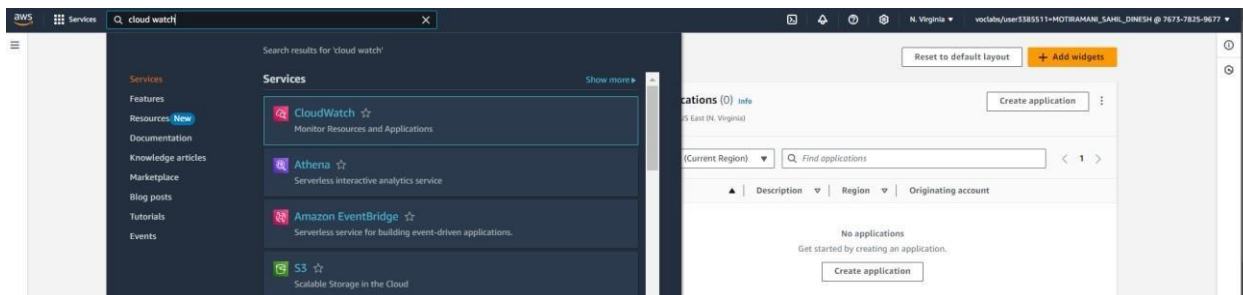 aws Services cloud watch N. Virginia voclabs/user3385511=MOTIRAMANI_SAHIL_DINESH @ 7673-7825-9677
Search results for 'cloud watch'
Services
Features
Resources New
Documentation
Knowledge articles
Marketplace
Blog posts
Tutorials
Events
Services Show more
CloudWatch
Monitor Resources and Applications
Athena
Serverless interactive analytics service
Amazon EventBridge
Serverless service for building event-driven applications.
S3
Scalable Storage in the Cloud
Reset to default layout + Add widgets
cations (0) Info Create application
US East (N. Virginia)
(Current Region) Find applications 1
Description Region Originating account
No applications
Get started by creating an application.
Create application